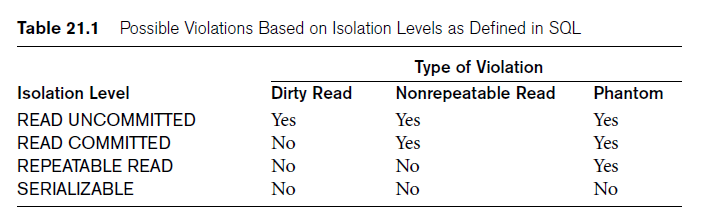 Table 21.1 Possible Violations Based on Isolation Levels as Defined in SQL
Type of Violation
Isolation Level Dirty Read Nonrepeatable Read Phantom
READ UNCOMMITTED Yes Yes Yes
READ COMMITTED No Yes Yes
REPEATABLE READ No No Yes
SERIALIZABLE No No No